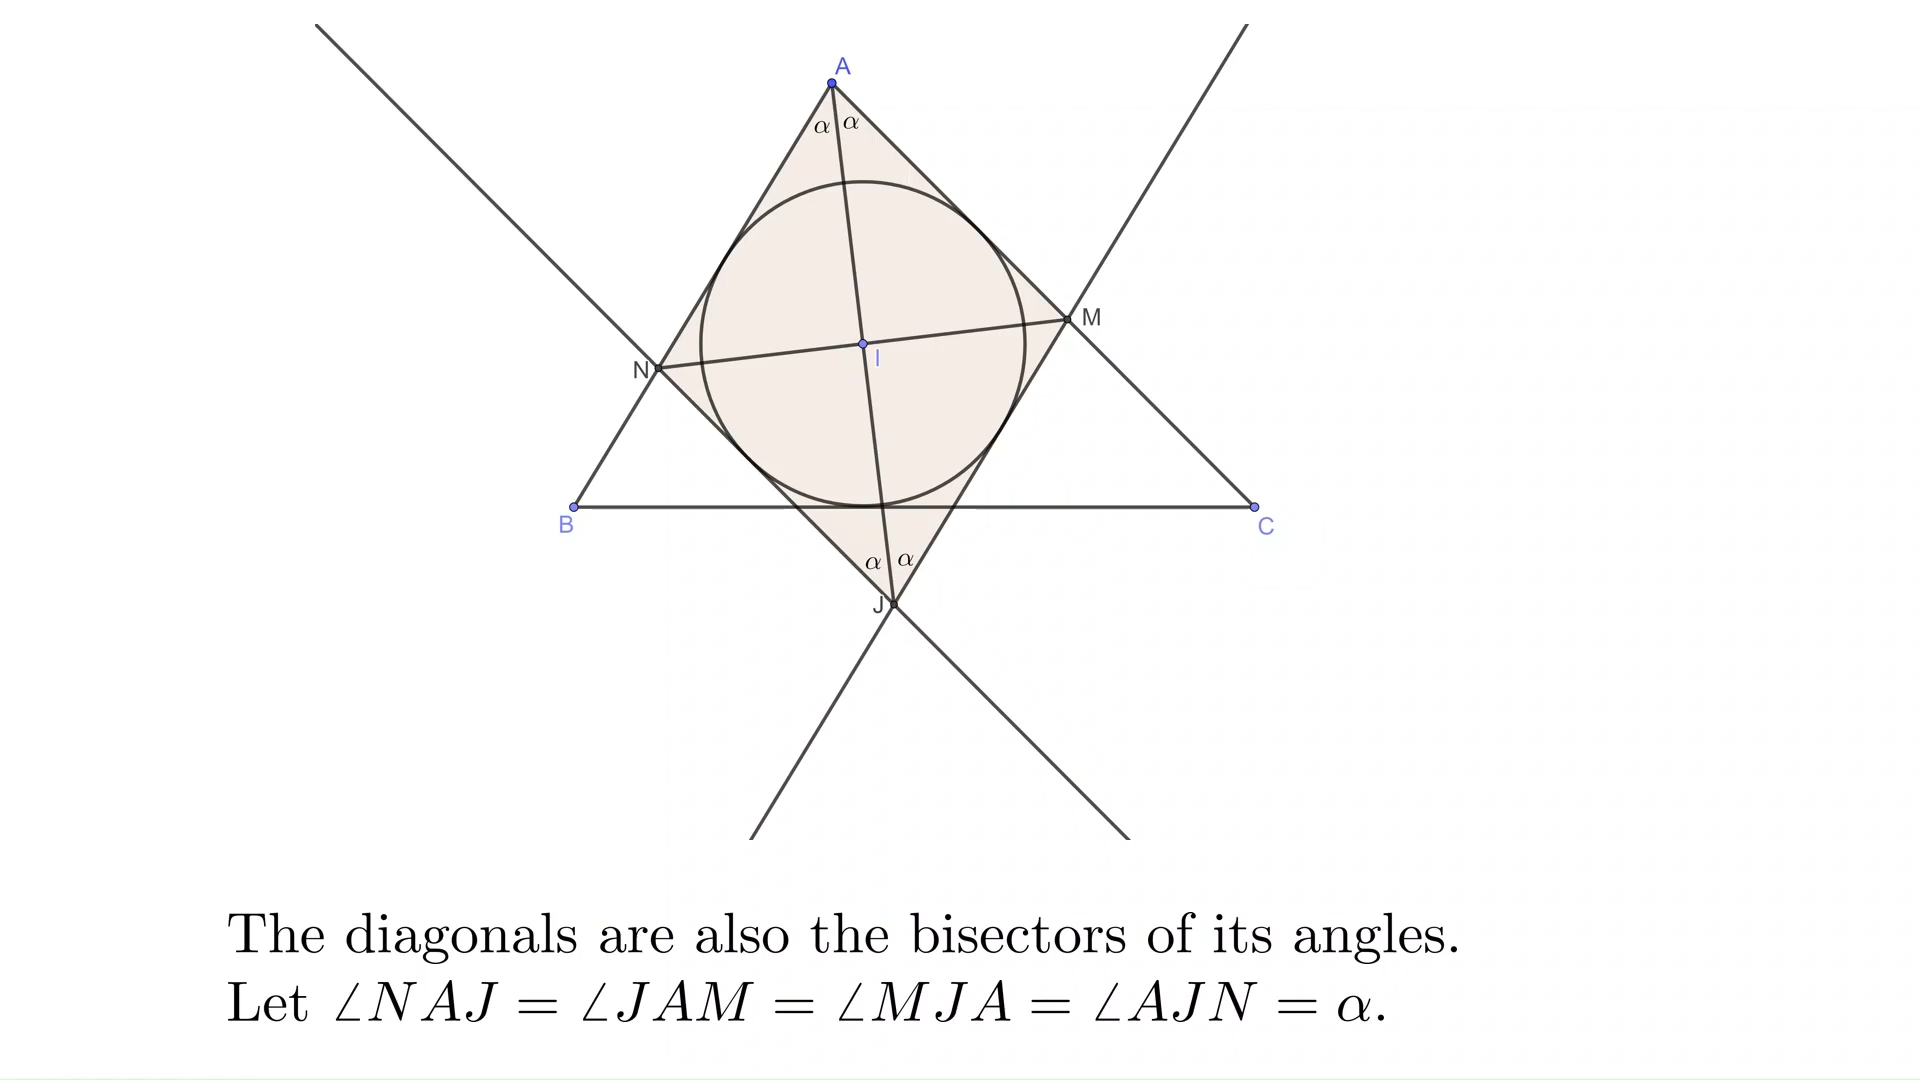 A
α α
M
N
I
B
C
α α
J
The diagonals are also the bisectors of its angles.
Let ∠NAJ = ∠JAM = ∠MJA = ∠AJN = α.